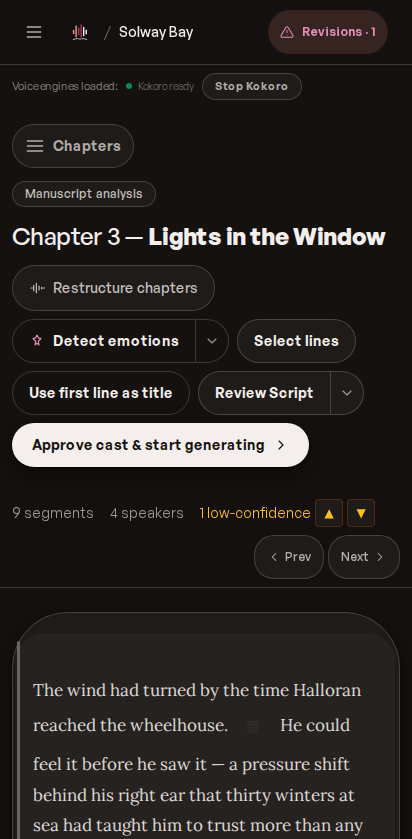 / Solway Bay
Revisions · 1
Voice engines loaded: Kokoro ready Stop Kokoro
Chapters
Manuscript analysis
Chapter 3 — Lights in the Window
Restructure chapters
Detect emotions Select lines
Use first line as title Review Script
Approve cast & start generating
9 segments 4 speakers 1 low-confidence ▲ ▼
Prev Next
The wind had turned by the time Halloran
reached the wheelhouse. He could
feel it before he saw it — a pressure shift
behind his right ear that thirty winters at
sea had taught him to trust more than any